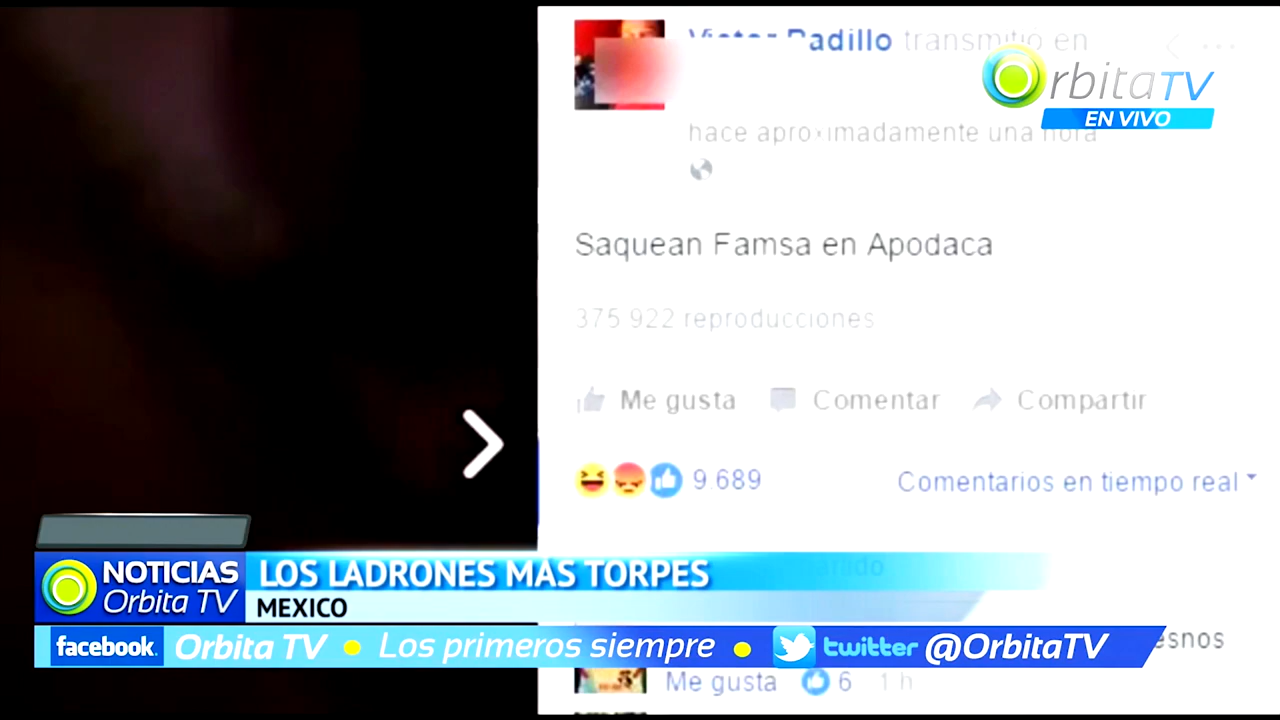 Victor Padillo transmitió en
OrbitaTV
EN VIVO
hace aproximadamente una hora
Saquean Famsa en Apodaca
375 922 reproducciones
Me gusta Comentar Compartir
9.689 Comentarios en tiempo real
NOTICIAS
Orbita TV
LOS LADRONES MAS TORPES
MEXICO
facebook. Orbita TV Los primeros siempre twitter @OrbitaTV
Me gusta 6 1 h